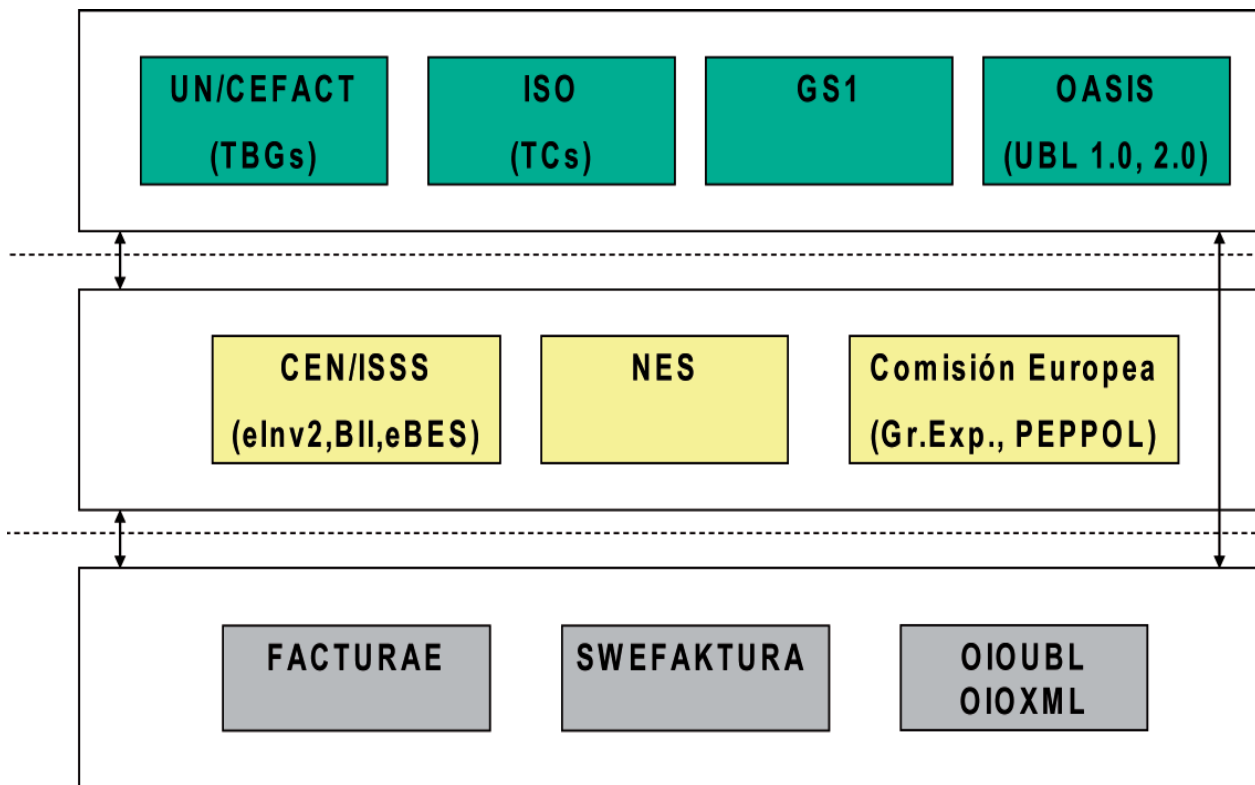 UN/CEFACT
(TBGs)
ISO
(TCs)
GS1
OASIS
(UBL 1.0, 2.0)
CEN/ISSS
(eInv2,BII,eBES)
NES
Comisión Europea
(Gr.Exp., PEPPOL)
FACTURAE
SWEFAKTURA
OIOUBL
OIOXML